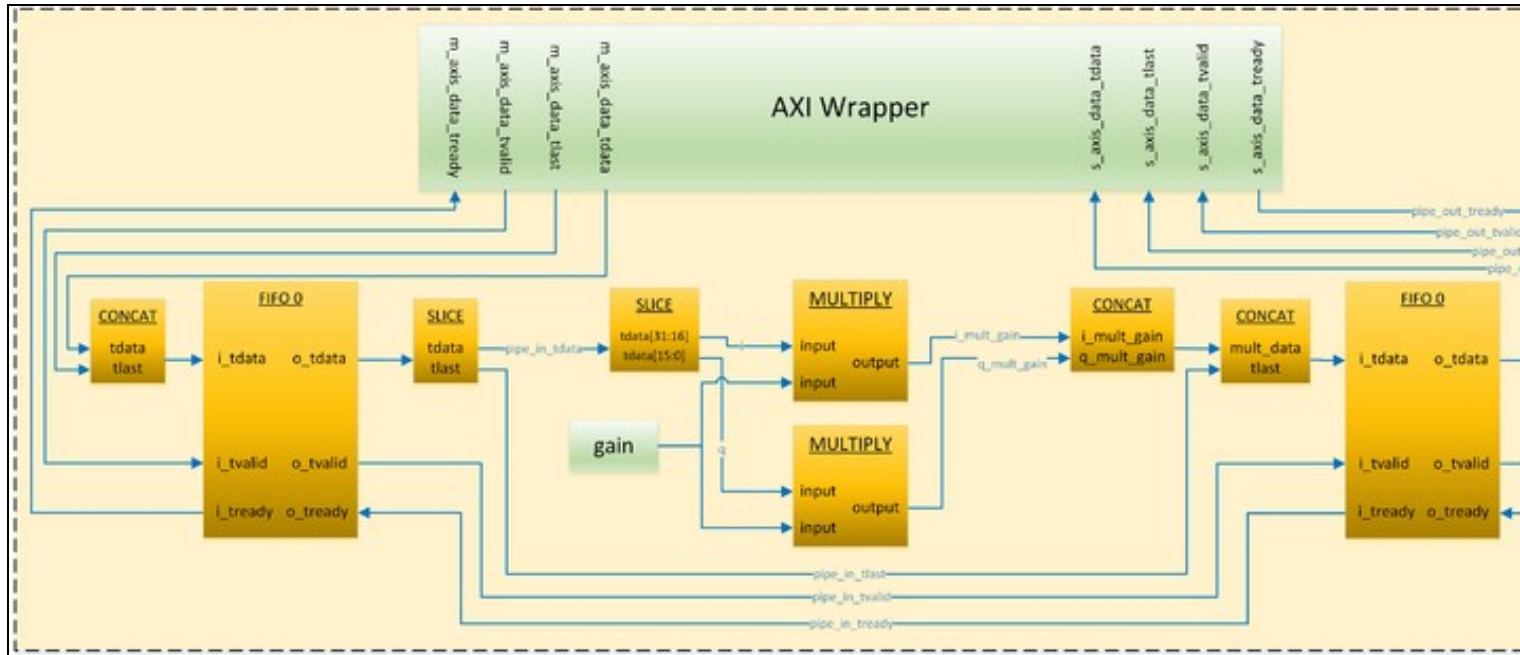 m_axis_data_tready
m_axis_data_tvalid
m_axis_data_tlast
m_axis_data_tdata
AXI Wrapper
s_axis_data_tdata
s_axis_data_tlast
s_axis_data_tvalid
s_axis_data_tready
pipe_out_tready
pipe_out_tvalid
pipe_out
CONCAT
tdata
tlast
FIFO 0
i_tdata o_tdata
i_tvalid o_tvalid
i_tready o_tready
SLICE
tdata
tlast
pipe_in_tdata
SLICE
tdata[31:16]
tdata[15:0]
i
q
gain
MULTIPLY
input
output
input
MULTIPLY
input
output
input
i_mult_gain
q_mult_gain
CONCAT
i_mult_gain
q_mult_gain
CONCAT
mult_data
tlast
FIFO 0
i_tdata o_tdata
i_tvalid o_tvalid
i_tready o_tready
pipe_in_tlast
pipe_in_tvalid
pipe_in_tready